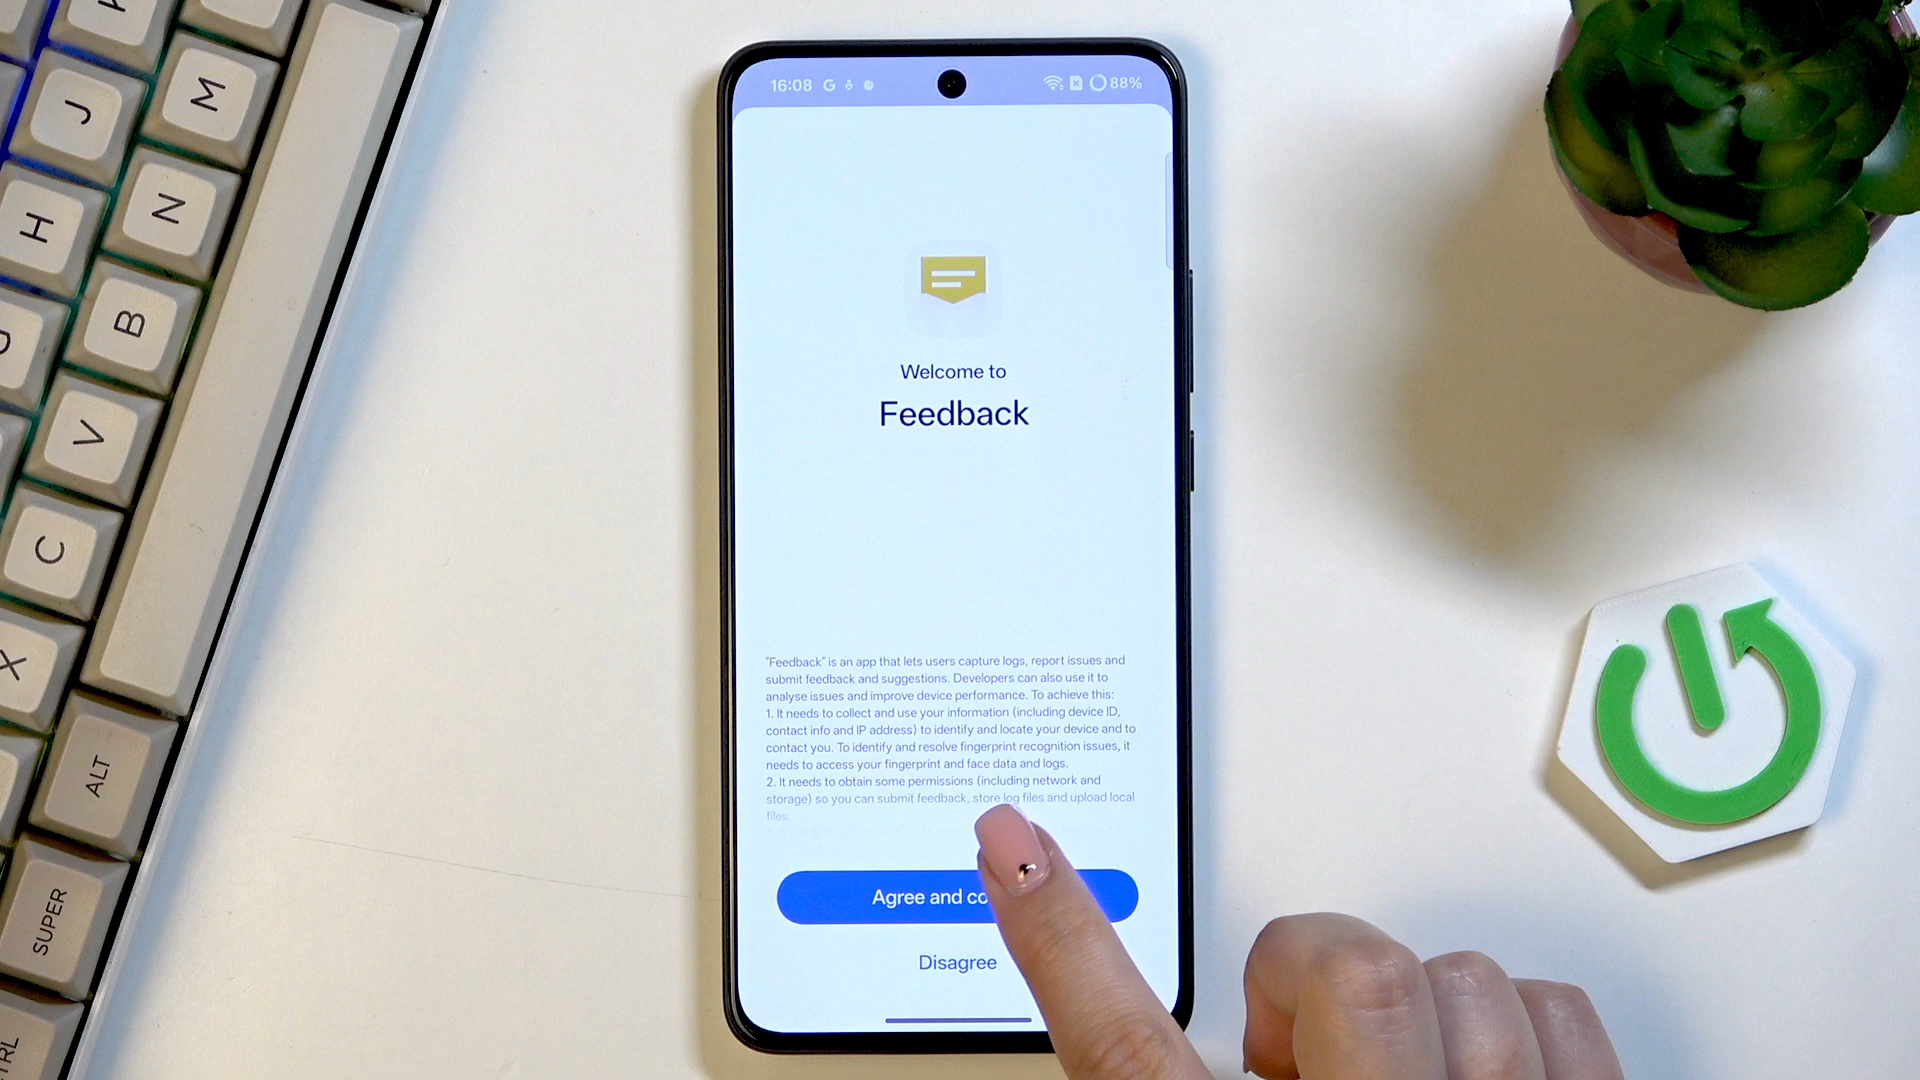 16:08 G 88%
Welcome to
Feedback
"Feedback" is an app that lets users capture logs, report issues and
submit feedback and suggestions. Developers can also use it to
analyse issues and improve device performance. To achieve this:
1. It needs to collect and use your information (including device ID,
contact info and IP address) to identify and locate your device and to
contact you. To identify and resolve fingerprint recognition issues, it
needs to access your fingerprint and face data and logs.
2. It needs to obtain some permissions (including network and
storage) so you can submit feedback, store log files and upload local
files.
Agree and co
Disagree
J
M
H
N
B
V
C
X
ALT
SUPER